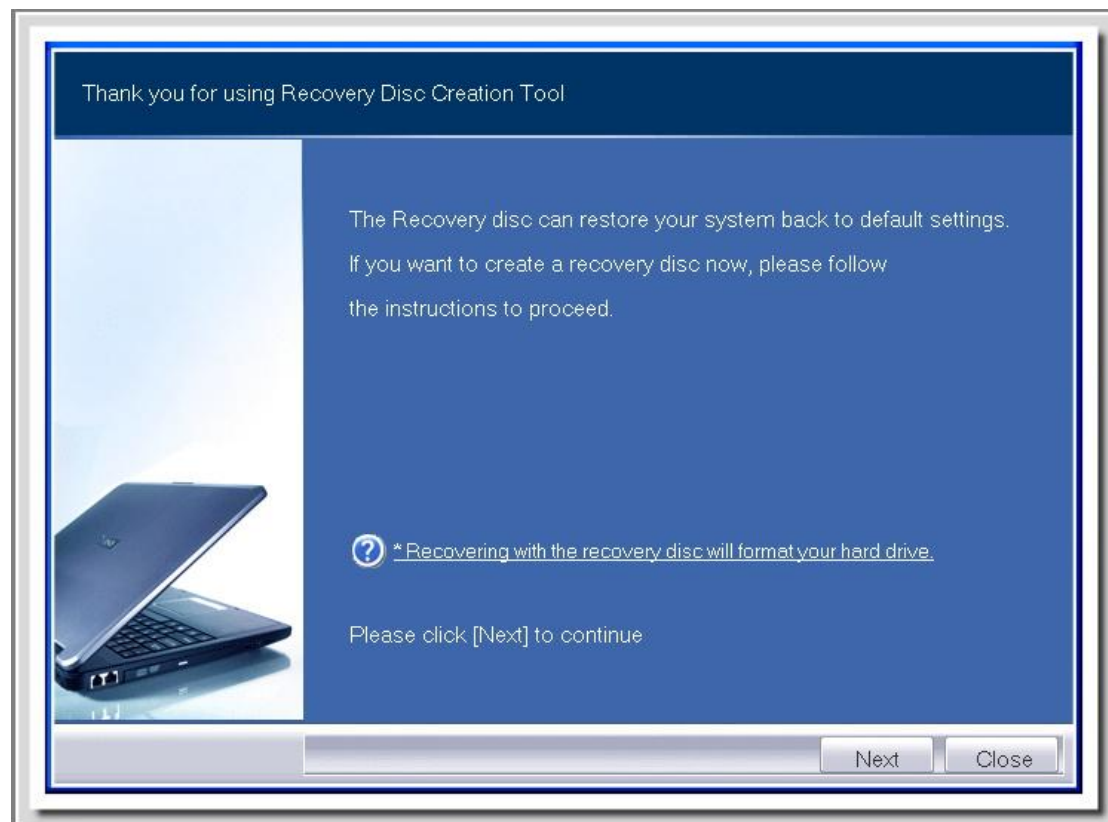 Thank you for using Recovery Disc Creation Tool
The Recovery disc can restore your system back to default settings.
If you want to create a recovery disc now, please follow
the instructions to proceed.
* Recovering with the recovery disc will format your hard drive.
Please click [Next] to continue
Next
Close